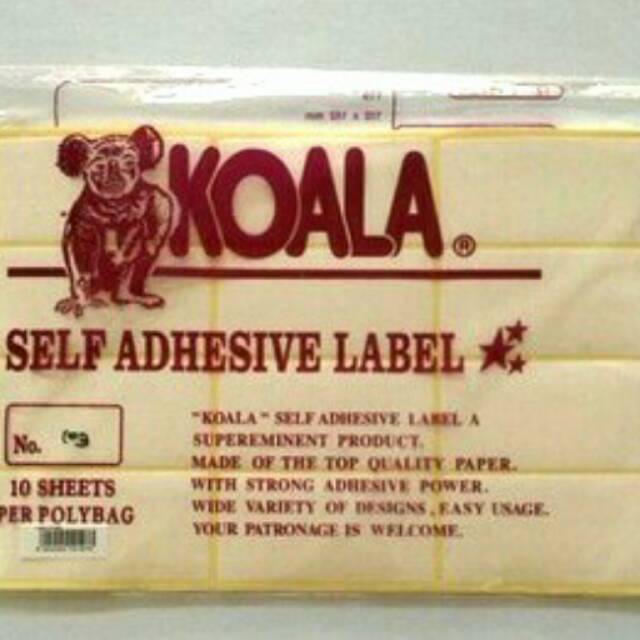 KOALA ®
SELF ADHESIVE LABEL
No.
10 SHEETS
PER POLYBAG
"KOALA" SELF ADHESIVE LABEL A
SUPEREMINENT PRODUCT.
MADE OF THE TOP QUALITY PAPER.
WITH STRONG ADHESIVE POWER.
WIDE VARIETY OF DESIGNS, EASY USAGE.
YOUR PATRONAGE IS WELCOME.